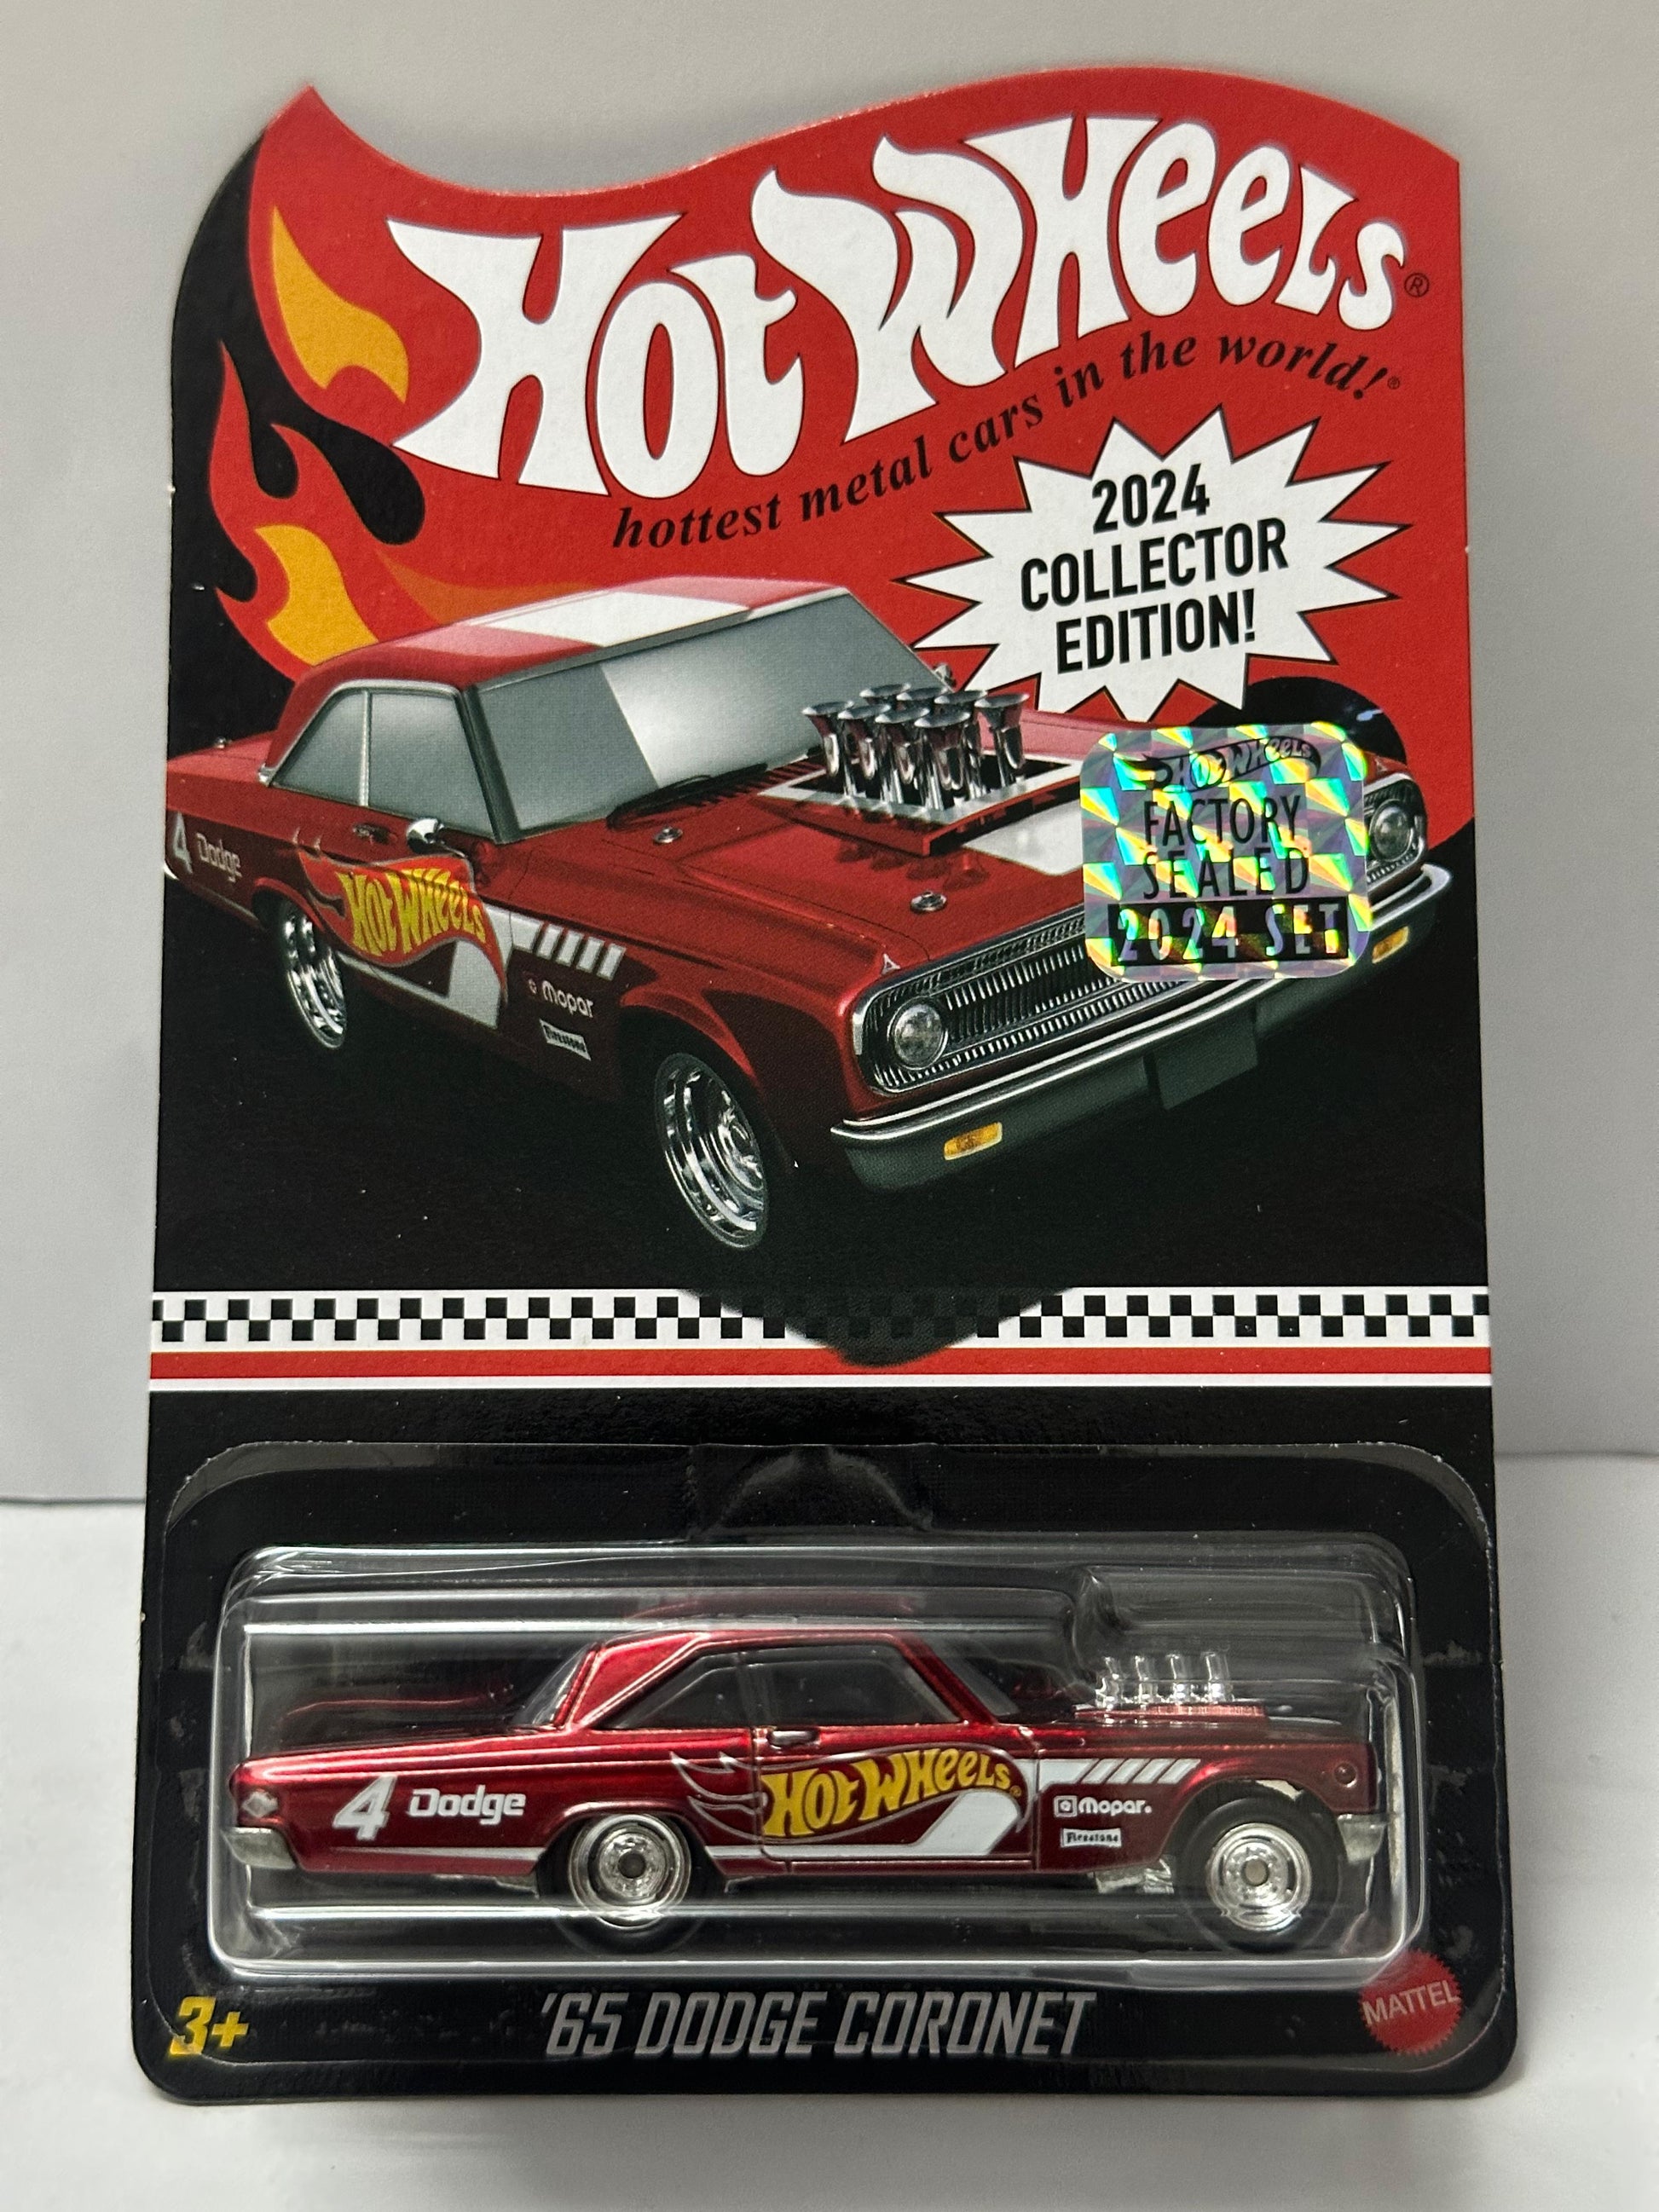 Hot Wheels®
hottest metal cars in the world!®
2024
COLLECTOR
EDITION!
Hot Wheels
FACTORY
SEALED
2024 SET
4 Dodge
Hot Wheels
Mopar
Firestone
4 Dodge
Hot Wheels®
Mopar®
Firestone
3+
'65 DODGE CORONET
MATTEL